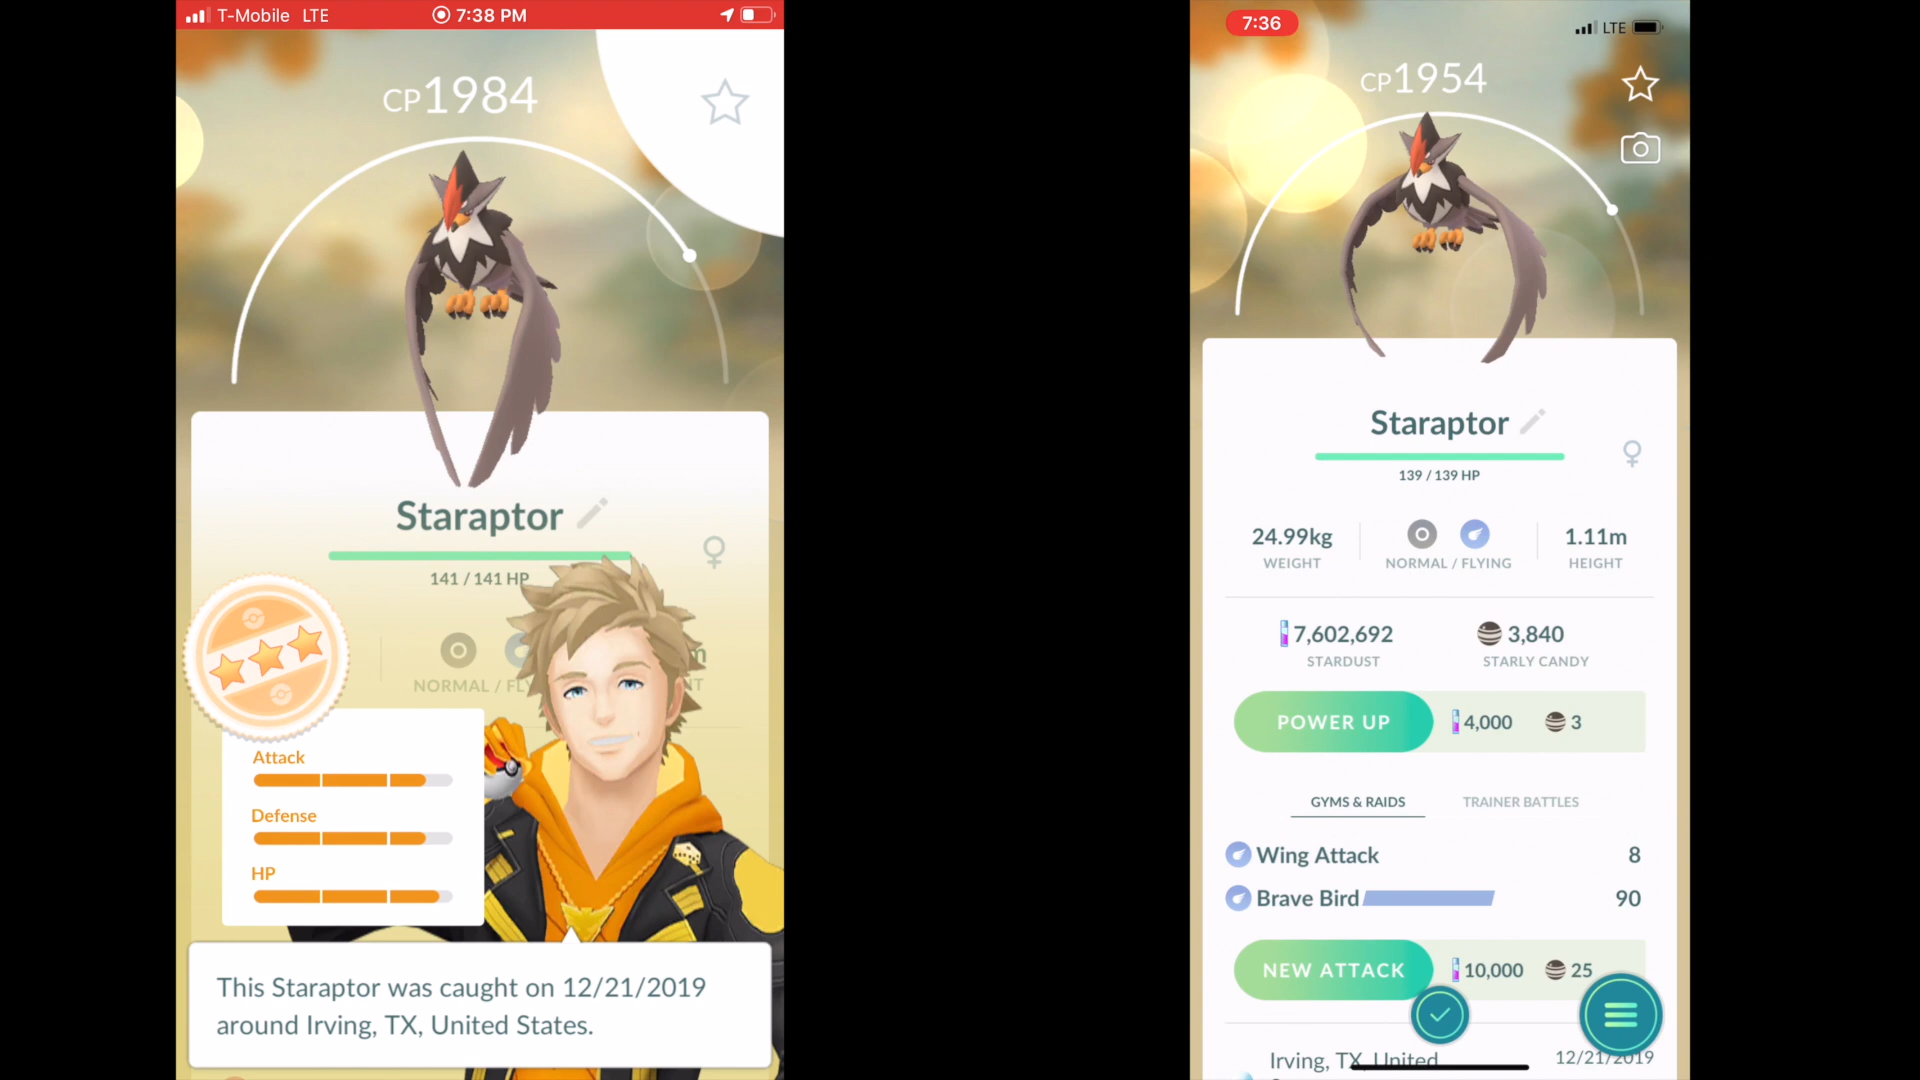 T-Mobile LTE 7:38 PM
CP1984
Staraptor
141 / 141 HP
NORMAL /
Attack
Defense
HP
This Staraptor was caught on 12/21/2019
around Irving, TX, United States.
7:36 LTE
CP1954
Staraptor
139 / 139 HP
24.99kg 1.11m
WEIGHT NORMAL / FLYING HEIGHT
7,602,692 3,840
STARDUST STARLY CANDY
POWER UP 4,000 3
GYMS & RAIDS TRAINER BATTLES
Wing Attack 8
Brave Bird 90
NEW ATTACK 10,000 25
Irving, TX, United 12/21/2019